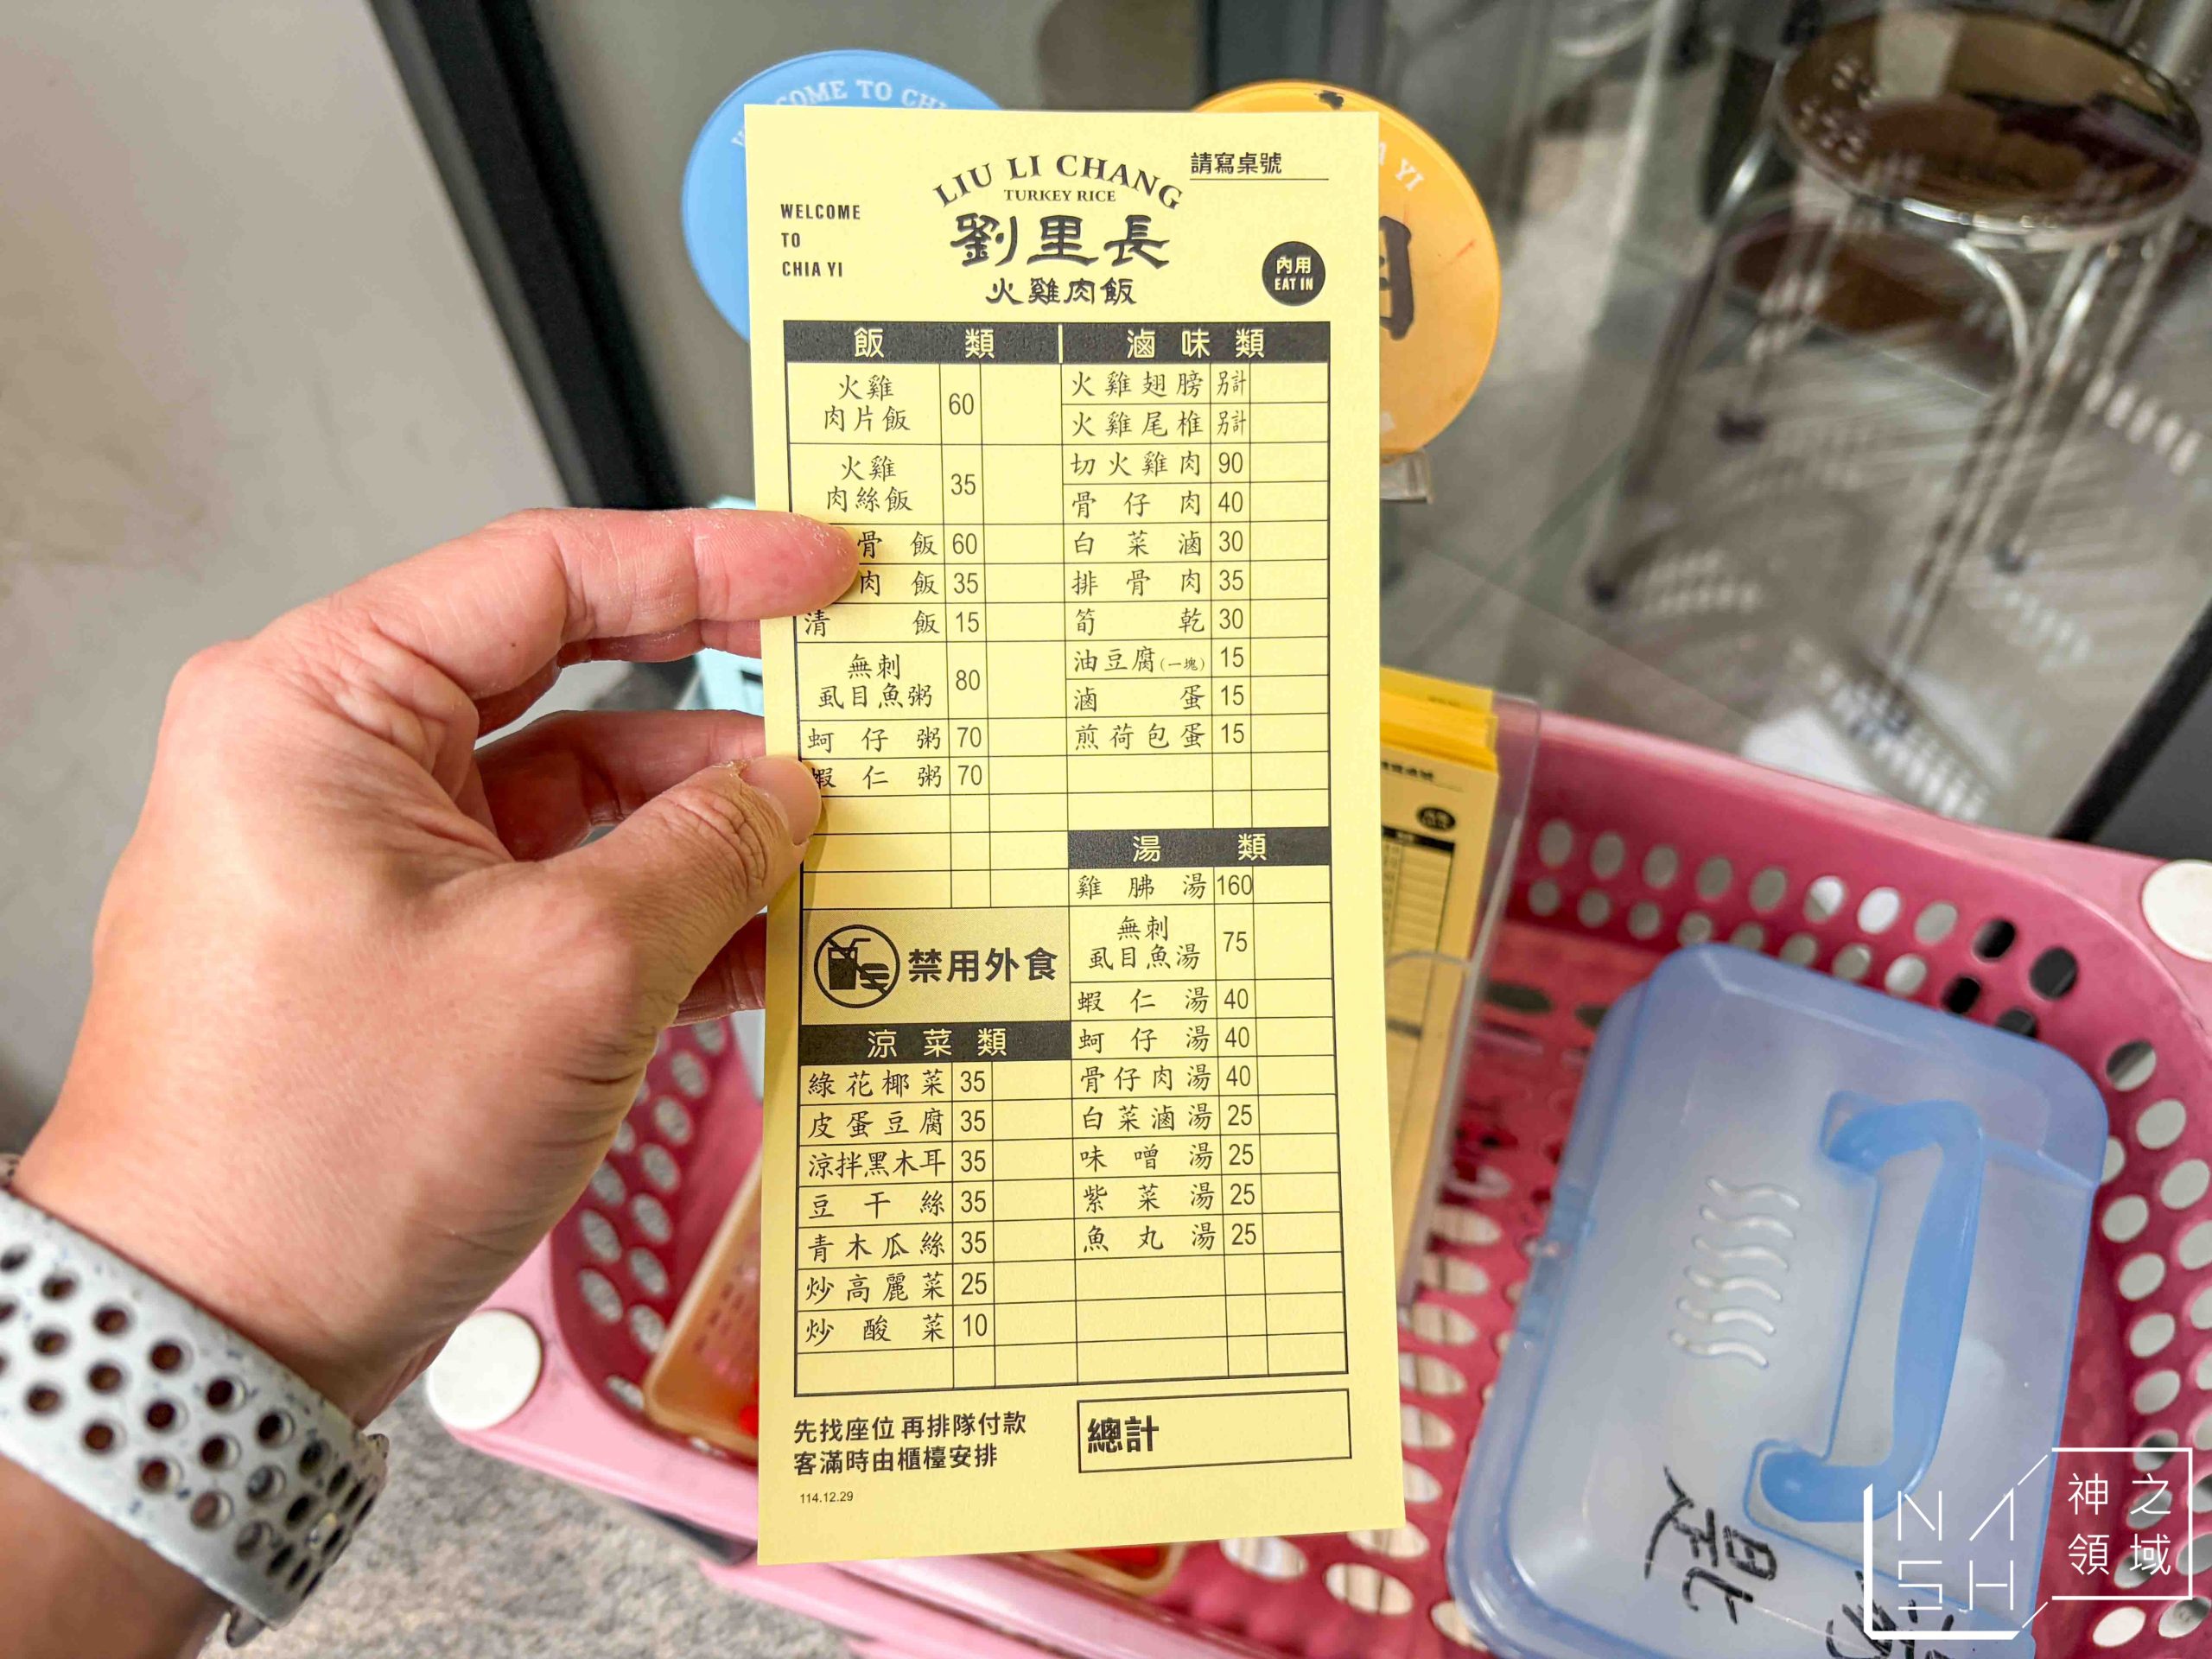 COME TO CHI
A YI
請寫桌號
LIU LI CHANG
TURKEY RICE
WELCOME
TO
CHIA YI
劉里長
火雞肉飯
內用
EAT IN
飯 類
火雞
肉片飯 60
火雞
肉絲飯 35
骨飯 60
肉飯 35
清飯 15
無刺
虱目魚粥 80
蚵仔粥 70
蝦仁粥 70
禁用外食
涼菜類
綠花椰菜 35
皮蛋豆腐 35
涼拌黑木耳 35
豆干絲 35
青木瓜絲 35
炒高麗菜 25
炒酸菜 10
滷味類
火雞翅膀 另計
火雞尾椎 另計
切火雞肉 90
骨仔肉 40
白菜滷 30
排骨肉 35
筍乾 30
油豆腐(一塊) 15
滷蛋 15
煎荷包蛋 15
湯 類
雞胇湯 160
無刺
虱目魚湯 75
蝦仁湯 40
蚵仔湯 40
骨仔肉湯 40
白菜滷湯 25
味噌湯 25
紫菜湯 25
魚丸湯 25
先找座位 再排隊付款
客滿時由櫃檯安排
總計
114.12.29
NASH
神之
領域